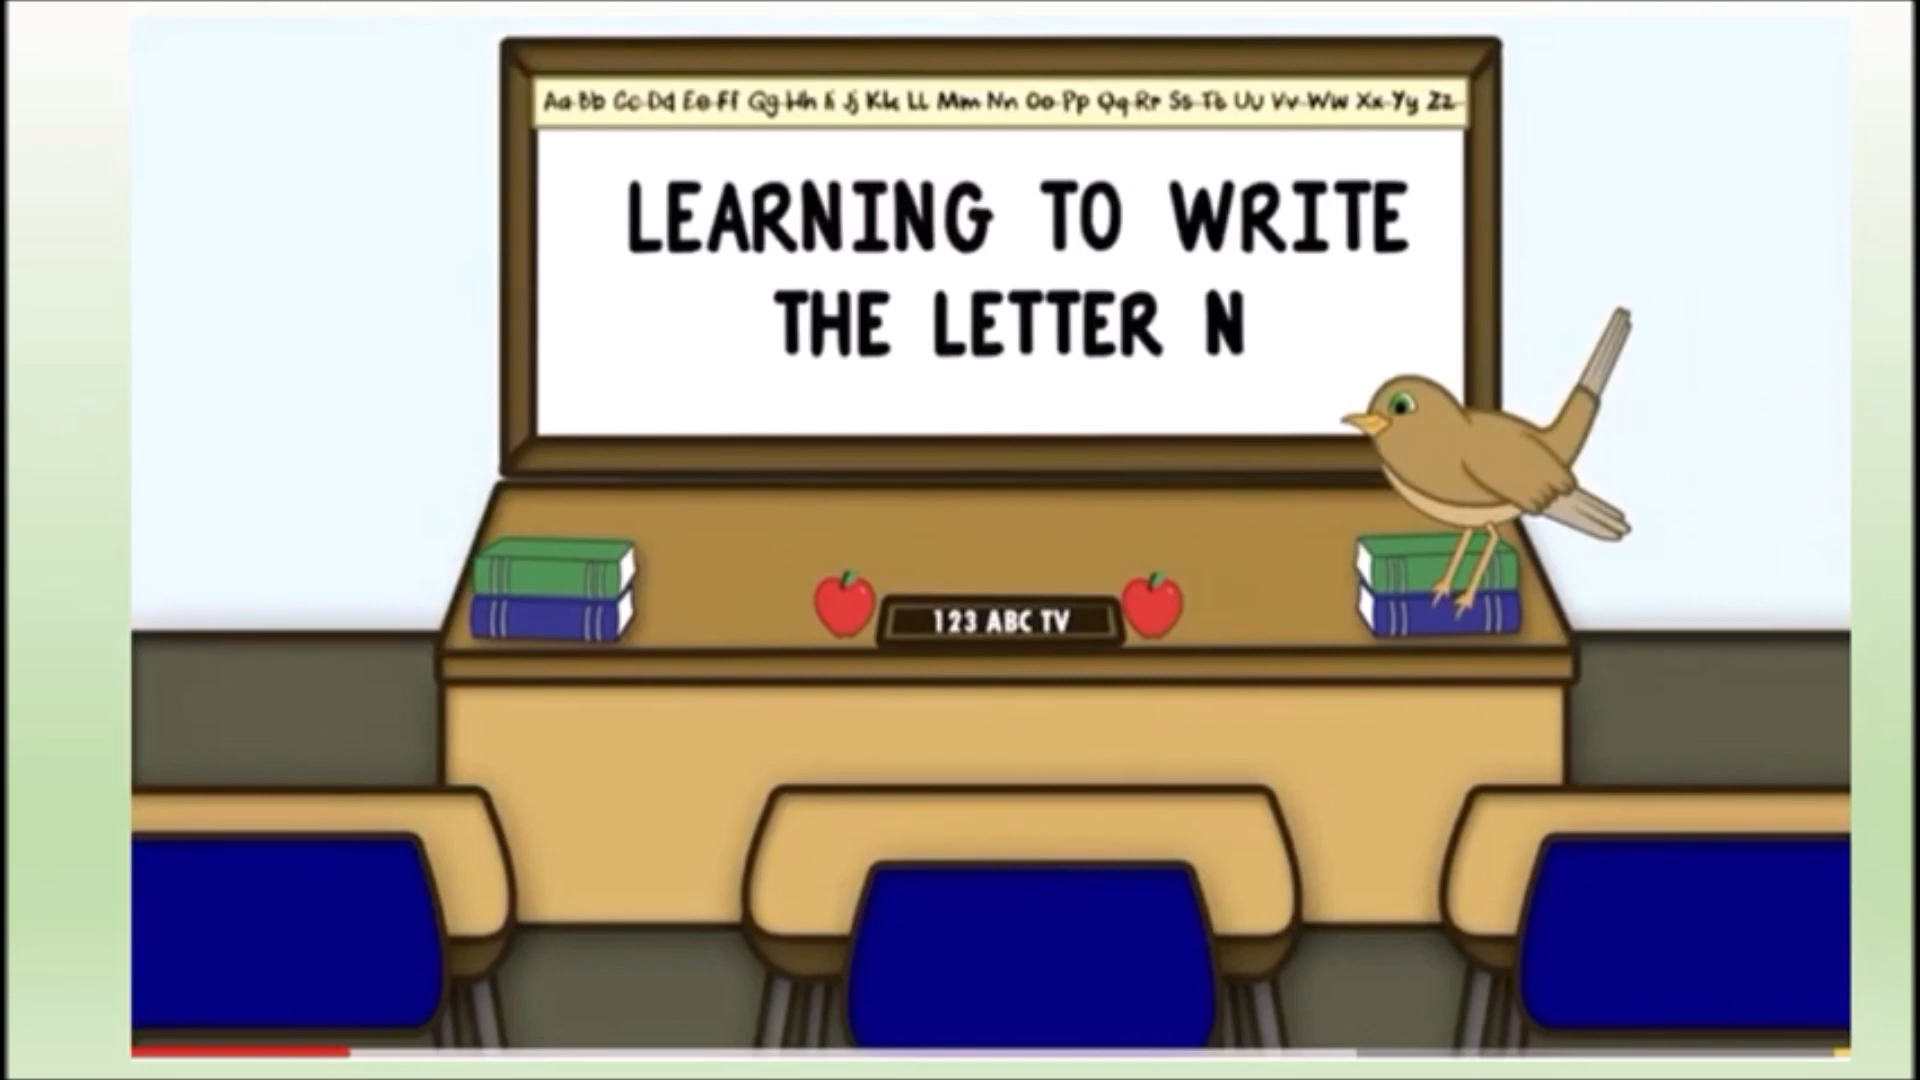 Aa Bb Cc Dd Ee Ff Gg Hh Ii Jj Kk Ll Mm Nn Oo Pp Qq Rr Ss Tt Uu Vv Ww Xx Yy Zz
LEARNING TO WRITE
THE LETTER N
123 ABC TV